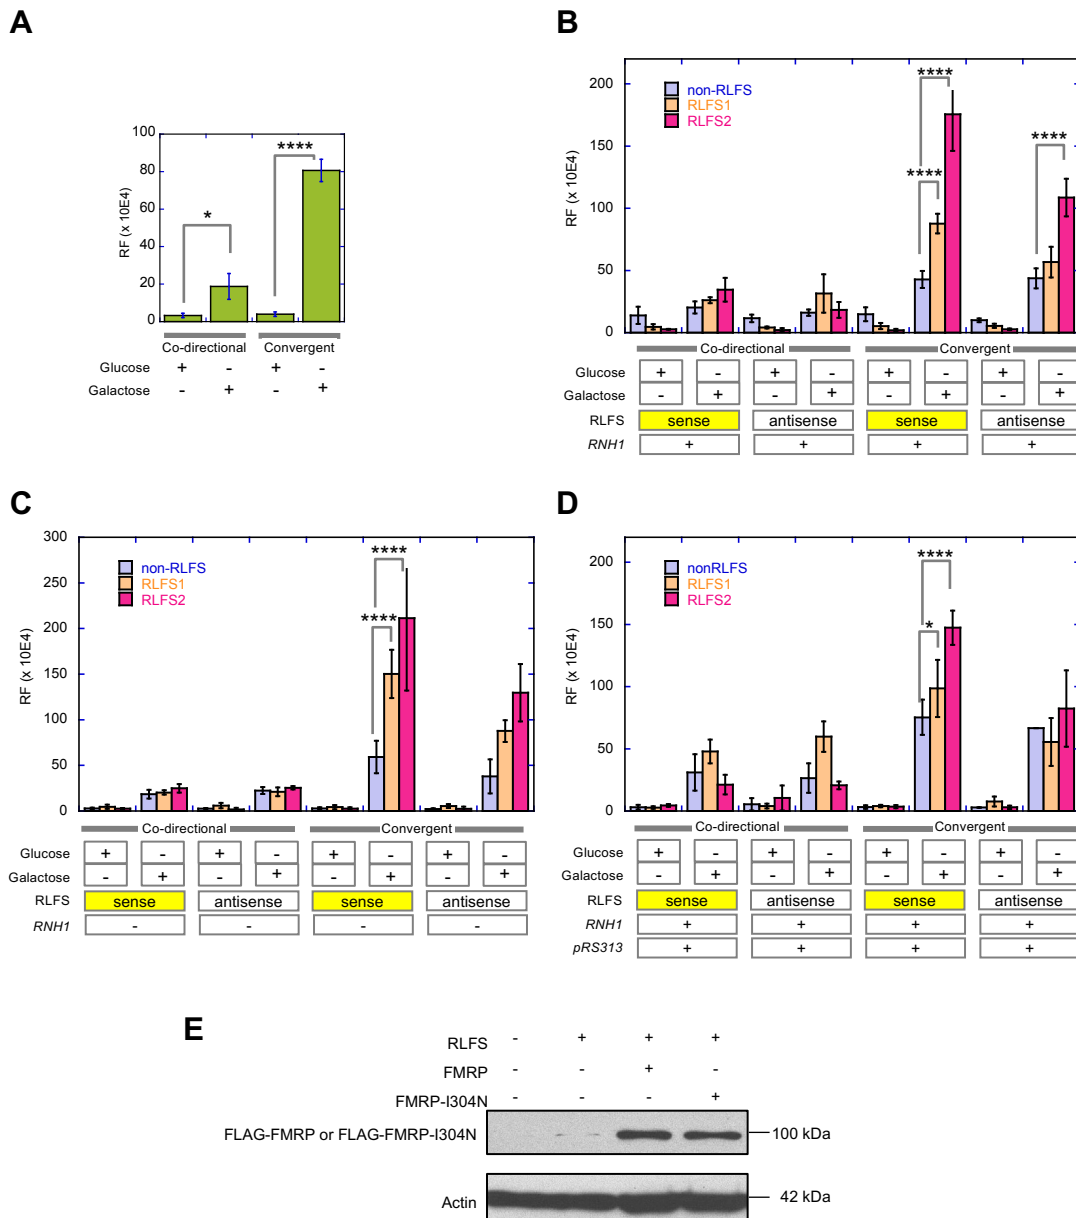 A
RF (x 10E4)
100
80
60
40
20
0
*
****
Co-directional Convergent
Glucose + - + -
Galactose - + - +
B
RF (x 10E4)
200
150
100
50
0
non-RLFS
RLFS1
RLFS2
****
****
****
Co-directional Convergent
Glucose + - + - + - + -
Galactose - + - + - + - +
RLFS sense antisense sense antisense
RNH1 + + + +
C
RF (x 10E4)
300
250
200
150
100
50
0
non-RLFS
RLFS1
RLFS2
****
****
Co-directional Convergent
Glucose + - + - + - + -
Galactose - + - + - + - +
RLFS sense antisense sense antisense
RNH1 - - - -
D
RF (x 10E4)
200
150
100
50
0
nonRLFS
RLFS1
RLFS2
****
*
Co-directional Convergent
Glucose + - + - + - + -
Galactose - + - + - + - +
RLFS sense antisense sense antisense
RNH1 + + + +
pRS313 + + + +
E
RLFS - + + +
FMRP - - + -
FMRP-I304N - - - +
FLAG-FMRP or FLAG-FMRP-I304N 100 kDa
Actin 42 kDa